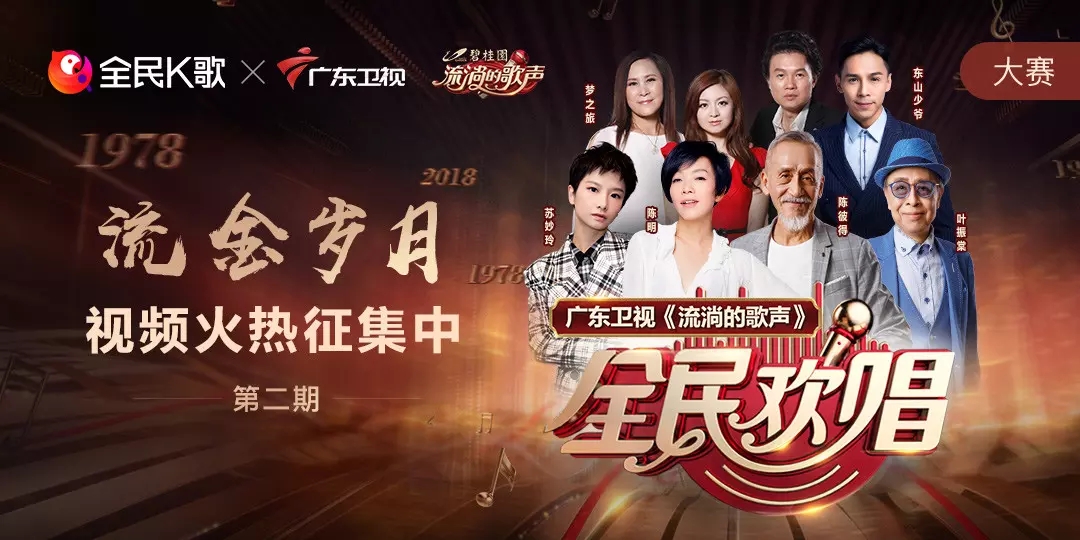 全民K歌 × 广东卫视
碧桂园
流淌的歌声
大赛
梦之旅
东山少爷
1978
2018
苏妙玲
陈明
陈彼得
叶振棠
流金岁月
1978
视频火热征集中
第二期
广东卫视《流淌的歌声》
全民欢唱